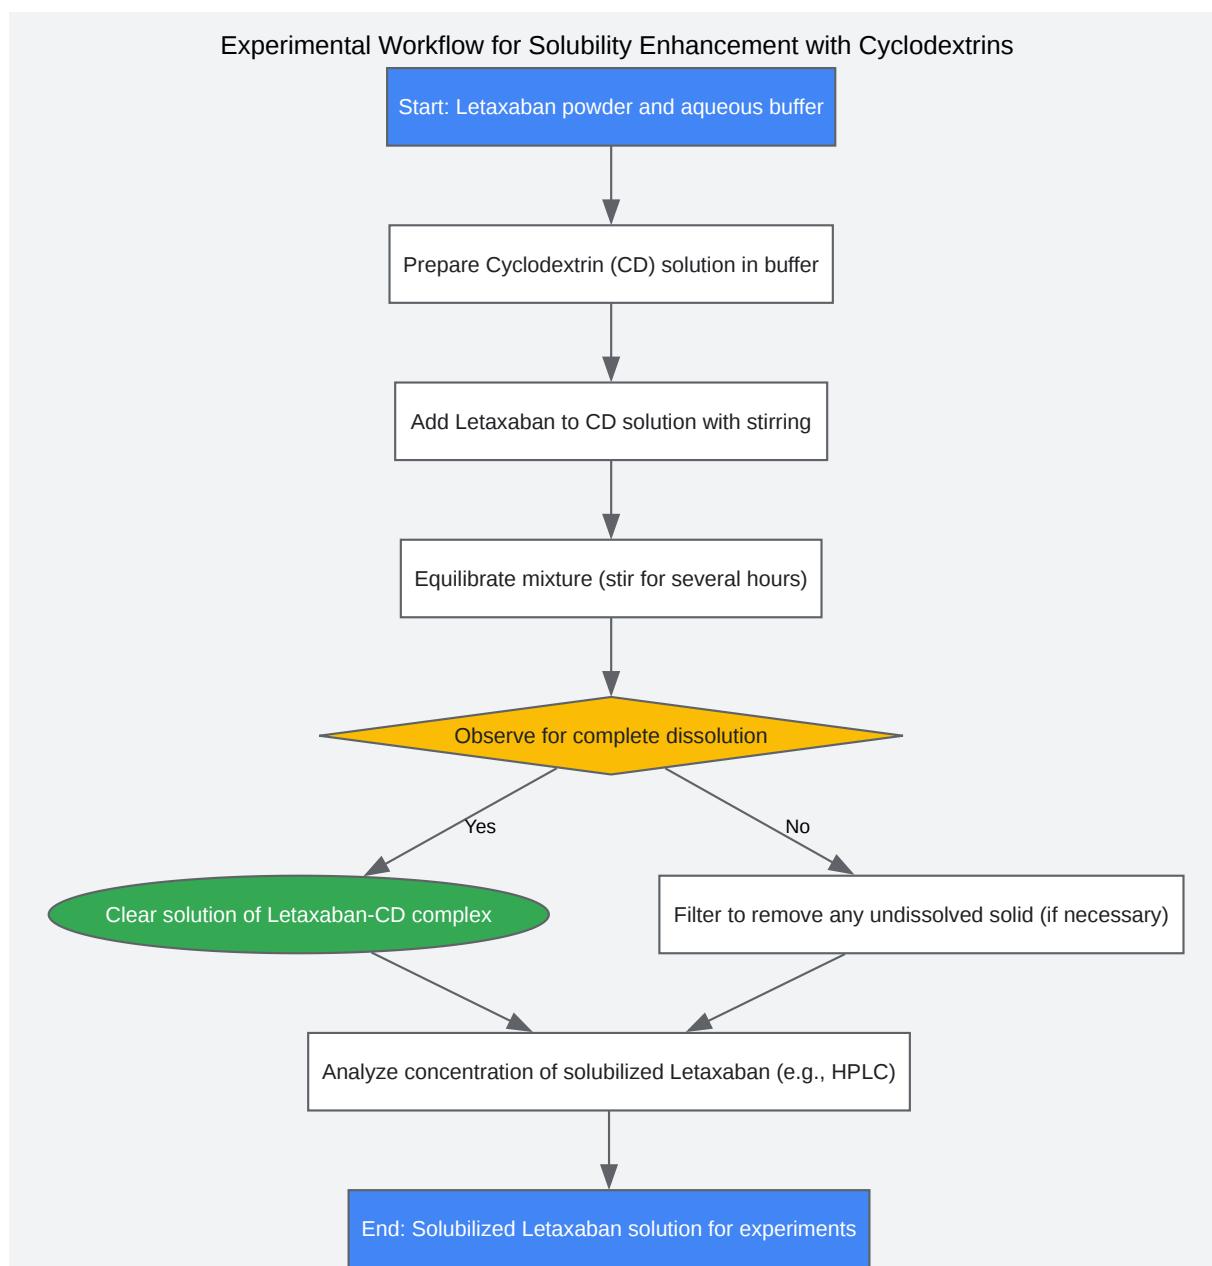 Experimental Workflow for Solubility Enhancement with Cyclodextrins
Start: Letaxaban powder and aqueous buffer
Prepare Cyclodextrin (CD) solution in buffer
Add Letaxaban to CD solution with stirring
Equilibrate mixture (stir for several hours)
Observe for complete dissolution
Yes
No
Clear solution of Letaxaban-CD complex
Filter to remove any undissolved solid (if necessary)
Analyze concentration of solubilized Letaxaban (e.g., HPLC)
End: Solubilized Letaxaban solution for experiments